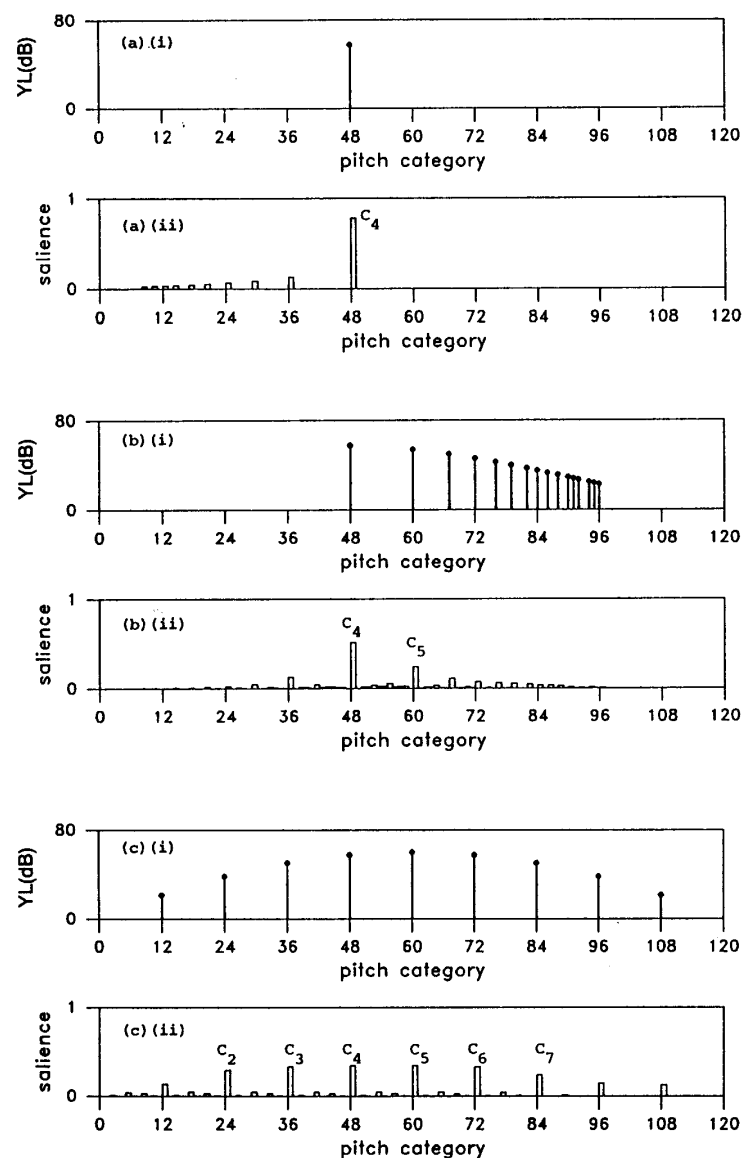 80
YL(dB)
(a) (i)
0
0 12 24 36 48 60 72 84 96 108 120
pitch category
1
salience
(a) (ii)
C4
0
0 12 24 36 48 60 72 84 96 108 120
pitch category
80
YL(dB)
(b) (i)
0
0 12 24 36 48 60 72 84 96 108 120
pitch category
1
salience
(b) (ii)
C4
C5
0
0 12 24 36 48 60 72 84 96 108 120
pitch category
80
YL(dB)
(c) (i)
0
0 12 24 36 48 60 72 84 96 108 120
pitch category
1
salience
(c) (ii)
C2 C3 C4 C5 C6 C7
0
0 12 24 36 48 60 72 84 96 108 120
pitch category